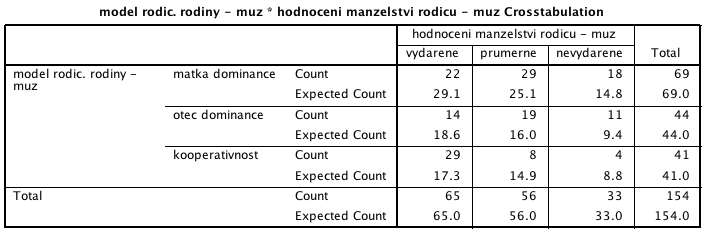 model rodic. rodiny - muz * hodnoceni manzelstvi rodicu - muz Crosstabulation
hodnoceni manzelstvi rodicu - muz
vydarene prumerne nevydarene Total
model rodic. rodiny - muz matka dominance Count 22 29 18 69
Expected Count 29.1 25.1 14.8 69.0
otec dominance Count 14 19 11 44
Expected Count 18.6 16.0 9.4 44.0
kooperativnost Count 29 8 4 41
Expected Count 17.3 14.9 8.8 41.0
Total Count 65 56 33 154
Expected Count 65.0 56.0 33.0 154.0